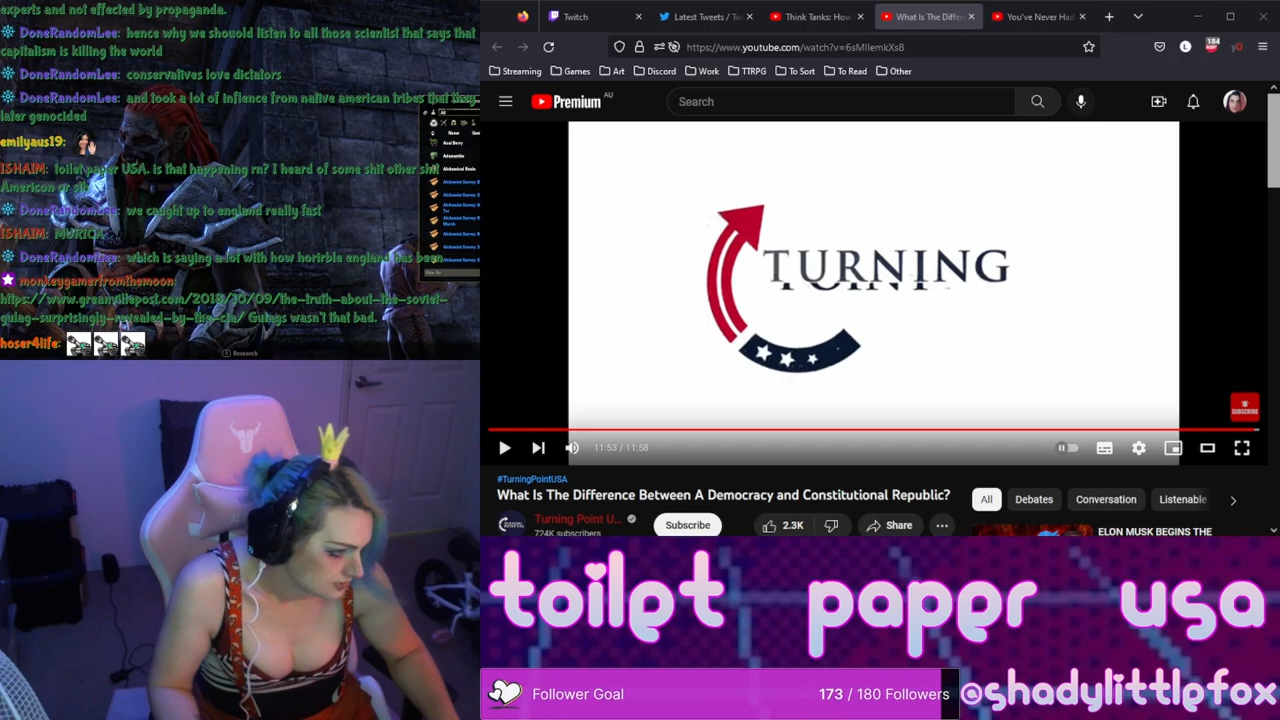 experts and not effected by propaganda.
DoneRandomLee: hence why we shouold listen to all those scientist that says that
capitalism is killing the world
DoneRandomLee: conservatives love dictators
DoneRandomLee: and took a lot of inflence from native american tribes that they
later genocided
emilyaus19:
ISHAIM: toilet paper USA. is that happening rn? I heard of some shit other shit
American or sth
DoneRandomLee: we caught up to england really fast
ISHAIM: MURICA
DoneRandomLee: which is saying a lot with how horirble england has been
monkeygamerfromthemoon:
https://www.greanvillepost.com/2018/10/09/the-truth-about-the-soviet-
gulag-surprisingly-revealed-by-the-cia/ Gulags wasn't that bad.
hoser4life:
Name
Research
Twitch
Latest Tweets / Tw
Think Tanks: How
What Is The Differ
You've Never Had
https://www.youtube.com/watch?v=6sMIlemkXs8
184
Streaming
Games
Art
Discord
Work
TTRPG
To Sort
To Read
Other
Premium AU
Search
TURNING
SUBSCRIBE
11:53 / 11:58
#TurningPointUSA
What Is The Difference Between A Democracy and Constitutional Republic?
All
Debates
Conversation
Listenable
Turning Point U...
724K subscribers
Subscribe
2.3K
Share
ELON MUSK BEGINS THE
toilet paper usa
Follower Goal
173 / 180 Followers
@shadylittlefox